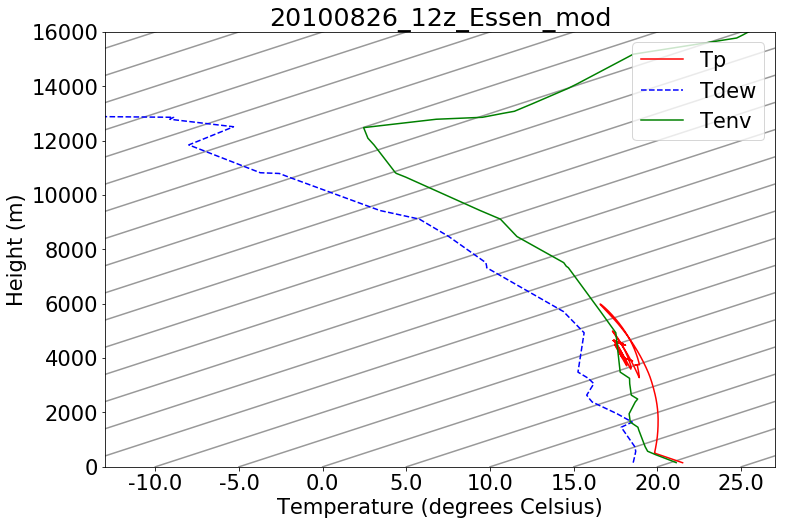 20100826_12z_Essen_mod
Tp
Tdew
Tenv
16000
14000
12000
10000
8000
6000
4000
2000
0
Height (m)
-10.0 -5.0 0.0 5.0 10.0 15.0 20.0 25.0
Temperature (degrees Celsius)